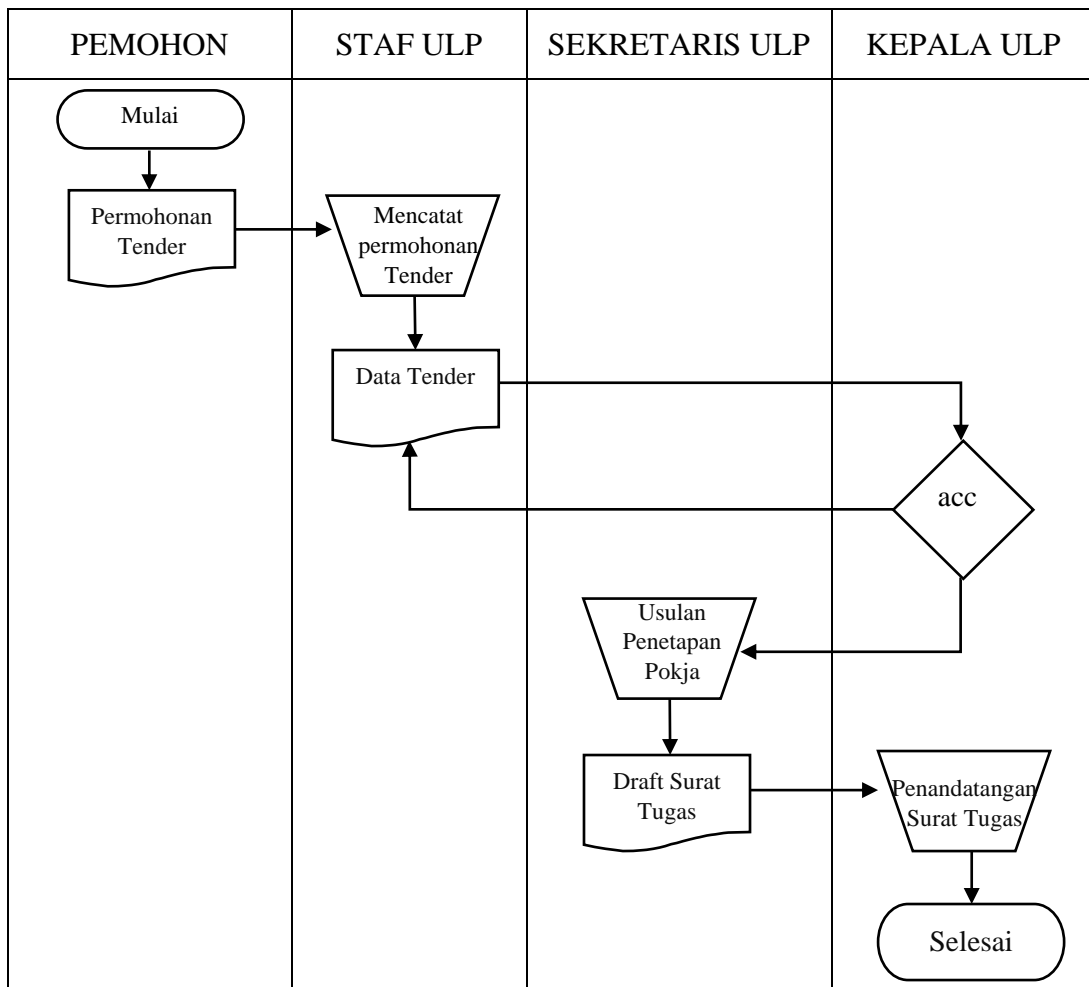 PEMOHON
STAF ULP
SEKRETARIS ULP
KEPALA ULP
Mulai
Permohonan
Tender
Mencatat
permohonan
Tender
Data Tender
acc
Usulan
Penetapan
Pokja
Draft Surat
Tugas
Penandatangan
Surat Tugas
Selesai